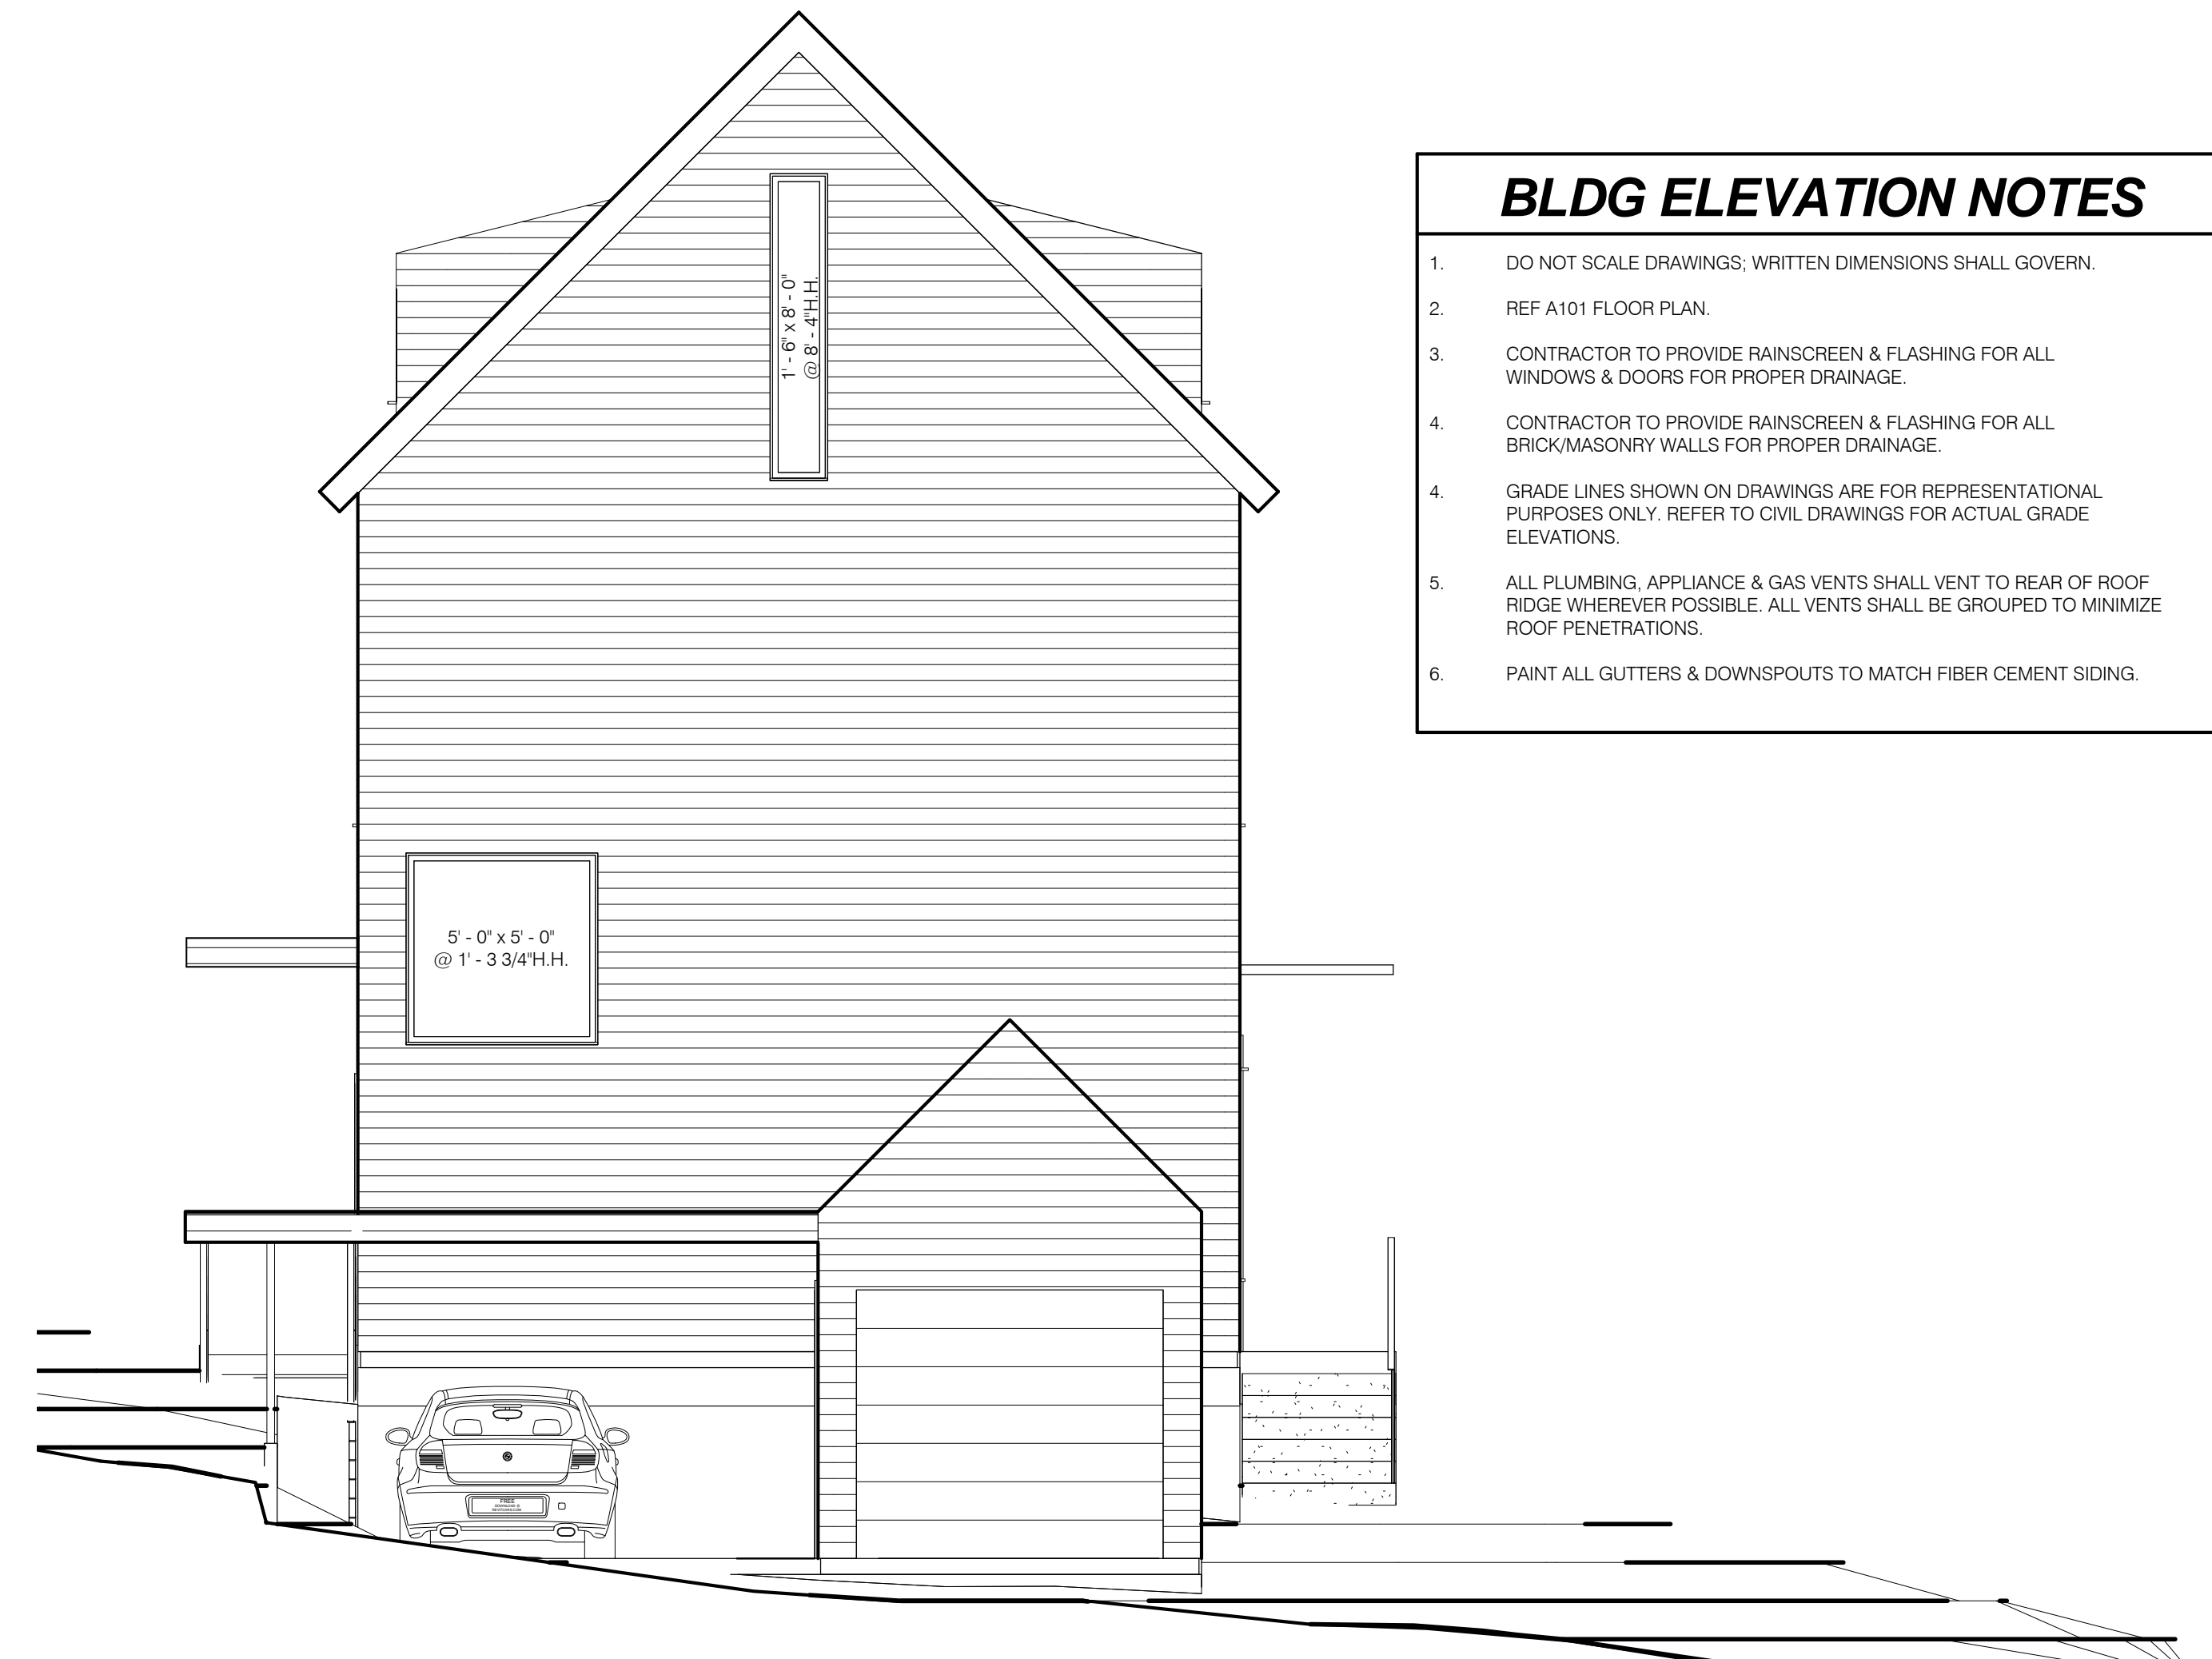 BLDG ELEVATION NOTES
1. DO NOT SCALE DRAWINGS; WRITTEN DIMENSIONS SHALL GOVERN.
2. REF A101 FLOOR PLAN.
3. CONTRACTOR TO PROVIDE RAINSCREEN & FLASHING FOR ALL
WINDOWS & DOORS FOR PROPER DRAINAGE.
4. CONTRACTOR TO PROVIDE RAINSCREEN & FLASHING FOR ALL
BRICK/MASONRY WALLS FOR PROPER DRAINAGE.
4. GRADE LINES SHOWN ON DRAWINGS ARE FOR REPRESENTATIONAL
PURPOSES ONLY. REFER TO CIVIL DRAWINGS FOR ACTUAL GRADE
ELEVATIONS.
5. ALL PLUMBING, APPLIANCE & GAS VENTS SHALL VENT TO REAR OF ROOF
RIDGE WHEREVER POSSIBLE. ALL VENTS SHALL BE GROUPED TO MINIMIZE
ROOF PENETRATIONS.
6. PAINT ALL GUTTERS & DOWNSPOUTS TO MATCH FIBER CEMENT SIDING.
1' - 6" x 8' - 0"
@ 8' - 4"H.H.
5' - 0" x 5' - 0"
@ 1' - 3 3/4"H.H.
FREE
DOWNLOAD @
REVITCARS.COM